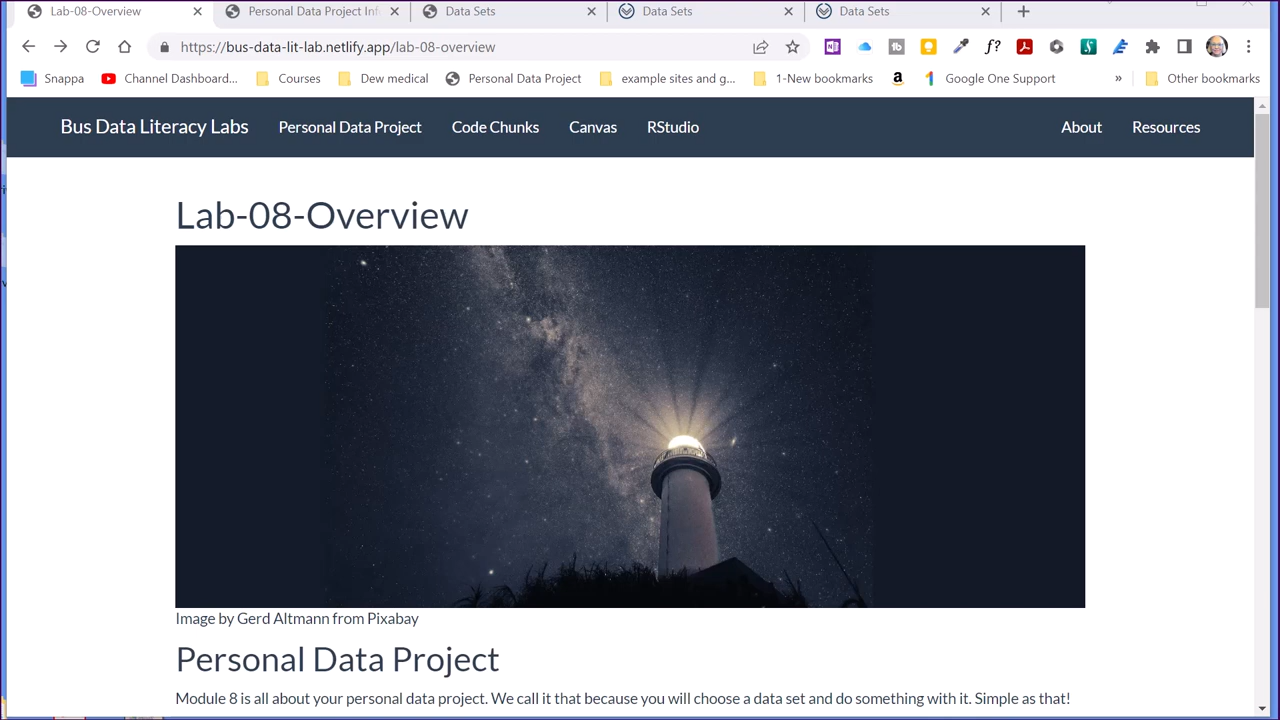 Lab-08-Overview
Personal Data Project Inf
Data Sets
Data Sets
Data Sets
https://bus-data-lit-lab.netlify.app/lab-08-overview
Snappa
Channel Dashboard...
Courses
Dew medical
Personal Data Project
example sites and g...
1-New bookmarks
Google One Support
»
Other bookmarks
Bus Data Literacy Labs
Personal Data Project
Code Chunks
Canvas
RStudio
About
Resources
Lab-08-Overview
Image by Gerd Altmann from Pixabay
Personal Data Project
Module 8 is all about your personal data project. We call it that because you will choose a data set and do something with it. Simple as that!